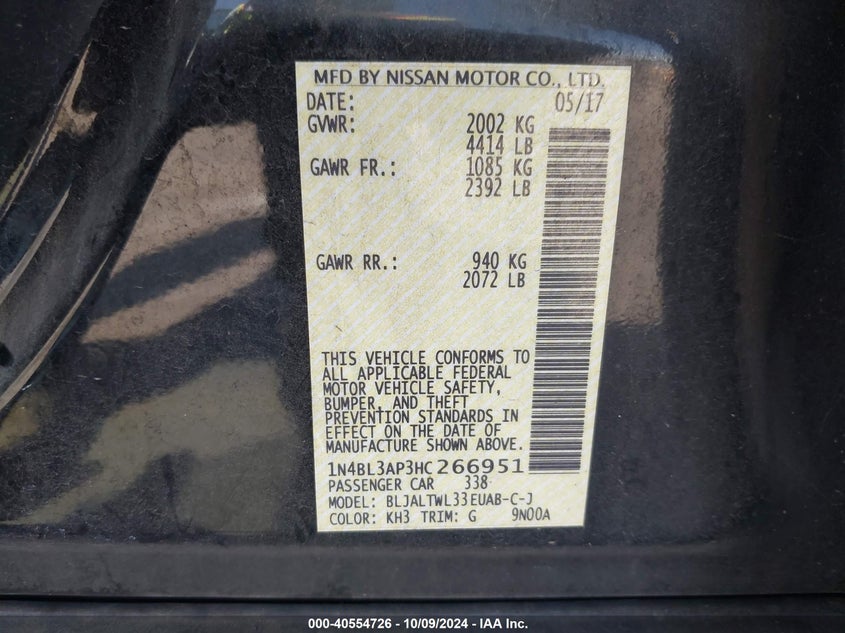 MFD BY NISSAN MOTOR CO., LTD.
DATE: 05/17
GVWR: 2002 KG
4414 LB
GAWR FR.: 1085 KG
2392 LB
GAWR RR.: 940 KG
2072 LB
THIS VEHICLE CONFORMS TO
ALL APPLICABLE FEDERAL
MOTOR VEHICLE SAFETY,
BUMPER, AND THEFT
PREVENTION STANDARDS IN
EFFECT ON THE DATE OF
MANUFACTURE SHOWN ABOVE.
1N4BL3AP3HC266951
PASSENGER CAR 338
MODEL: BLJALTWL33EUAB-C-J
COLOR: KH3 TRIM: G 9N00A
000-40554726 - 10/09/2024 - IAA Inc.